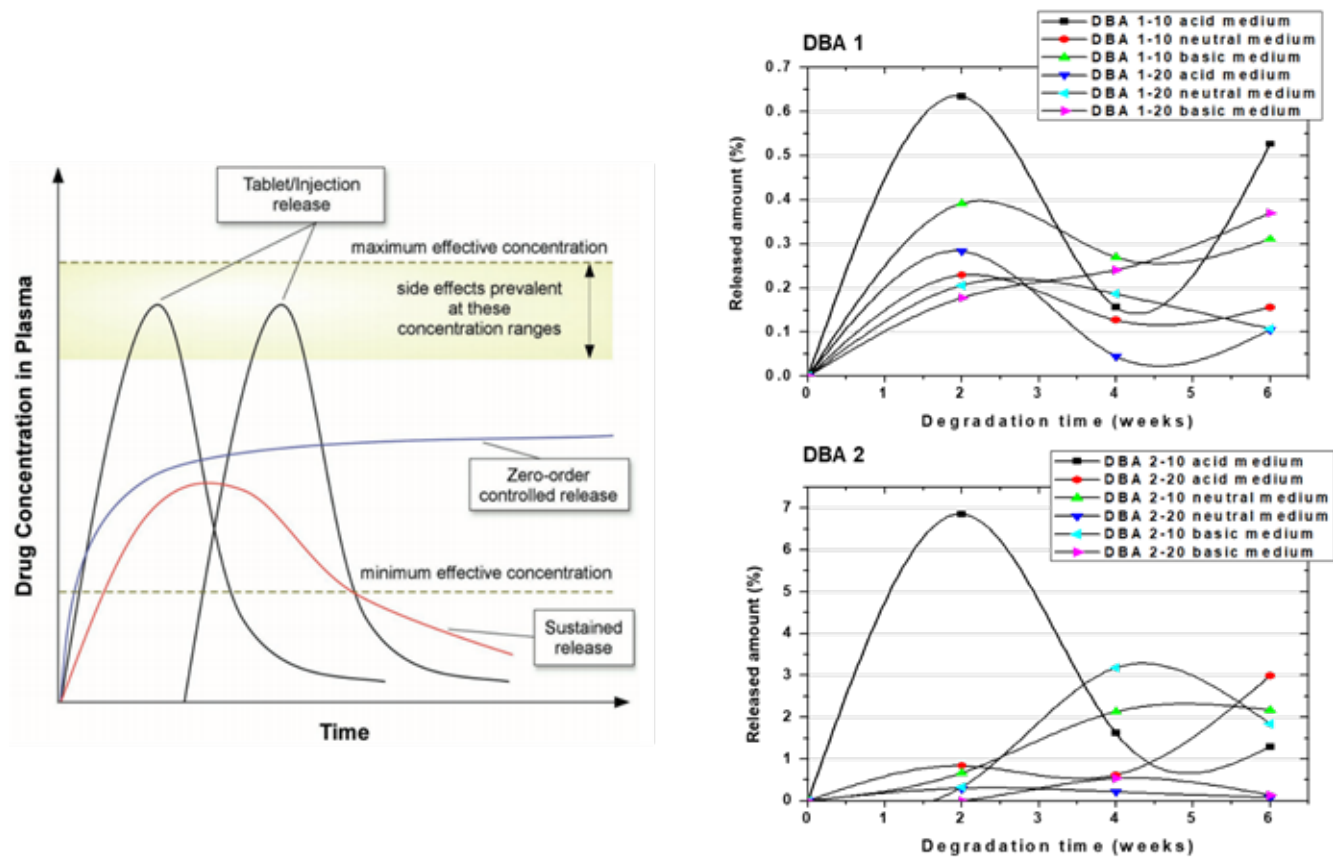 Drug Concentration in Plasma
Tablet/Injection
release
maximum effective concentration
side effects prevalent
at these
concentration ranges
Zero-order
controlled release
minimum effective concentration
Sustained
release
Time
DBA 1
DBA 1-10 acid medium
DBA 1-10 neutral medium
DBA 1-10 basic medium
DBA 1-20 acid medium
DBA 1-20 neutral medium
DBA 1-20 basic medium
Released amount (%)
0.7
0.6
0.5
0.4
0.3
0.2
0.1
0.0
0 1 2 3 4 5 6
Degradation time (weeks)
DBA 2
DBA 2-10 acid medium
DBA 2-20 acid medium
DBA 2-10 neutral medium
DBA 2-20 neutral medium
DBA 2-10 basic medium
DBA 2-20 basic medium
Released amount (%)
7
6
5
4
3
2
1
0
0 1 2 3 4 5 6
Degradation time (weeks)